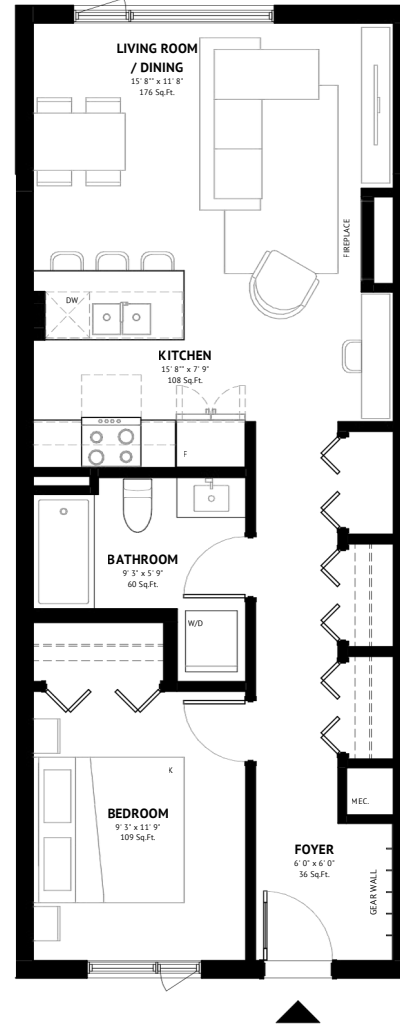 LIVING ROOM
/ DINING
15' 8"" x 11' 8"
176 Sq.Ft.
FIREPLACE
DW
KITCHEN
15' 8"" x 7' 9"
108 Sq.Ft.
F
BATHROOM
9' 3" x 5' 9"
60 Sq.Ft.
W/D
K
MEC.
BEDROOM
9' 3" x 11' 9"
109 Sq.Ft.
FOYER
6' 0" x 6' 0"
36 Sq.Ft.
GEAR WALL